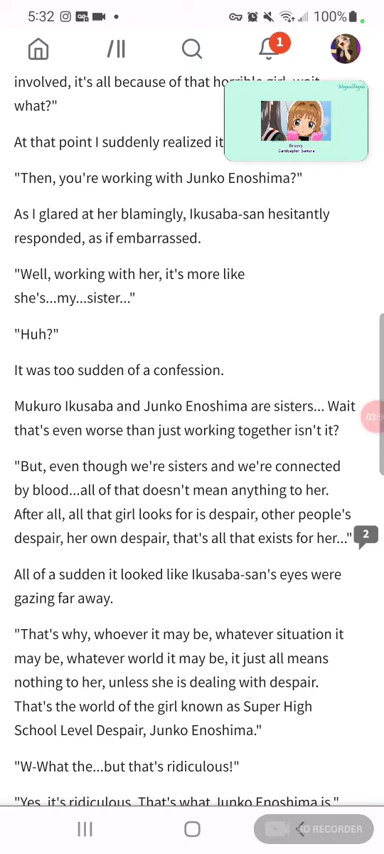 5:32
100%
1
involved, it's all because of that horrible girl, wait
what?"
At that point I suddenly realized it
"Then, you're working with Junko Enoshima?"
As I glared at her blamingly, Ikusaba-san hesitantly
responded, as if embarrassed.
"Well, working with her, it's more like
she's...my...sister..."
"Huh?"
It was too sudden of a confession.
Mukuro Ikusaba and Junko Enoshima are sisters... Wait
that's even worse than just working together isn't it?
"But, even though we're sisters and we're connected
by blood...all of that doesn't mean anything to her.
After all, all that girl looks for is despair, other people's
despair, her own despair, that's all that exists for her..."
2
All of a sudden it looked like Ikusaba-san's eyes were
gazing far away.
"That's why, whoever it may be, whatever situation it
may be, whatever world it may be, it just all means
nothing to her, unless she is dealing with despair.
That's the world of the girl known as Super High
School Level Despair, Junko Enoshima."
"W-What the...but that's ridiculous!"
"Yes, it's ridiculous. That's what Junko Enoshima is."
RECORDER